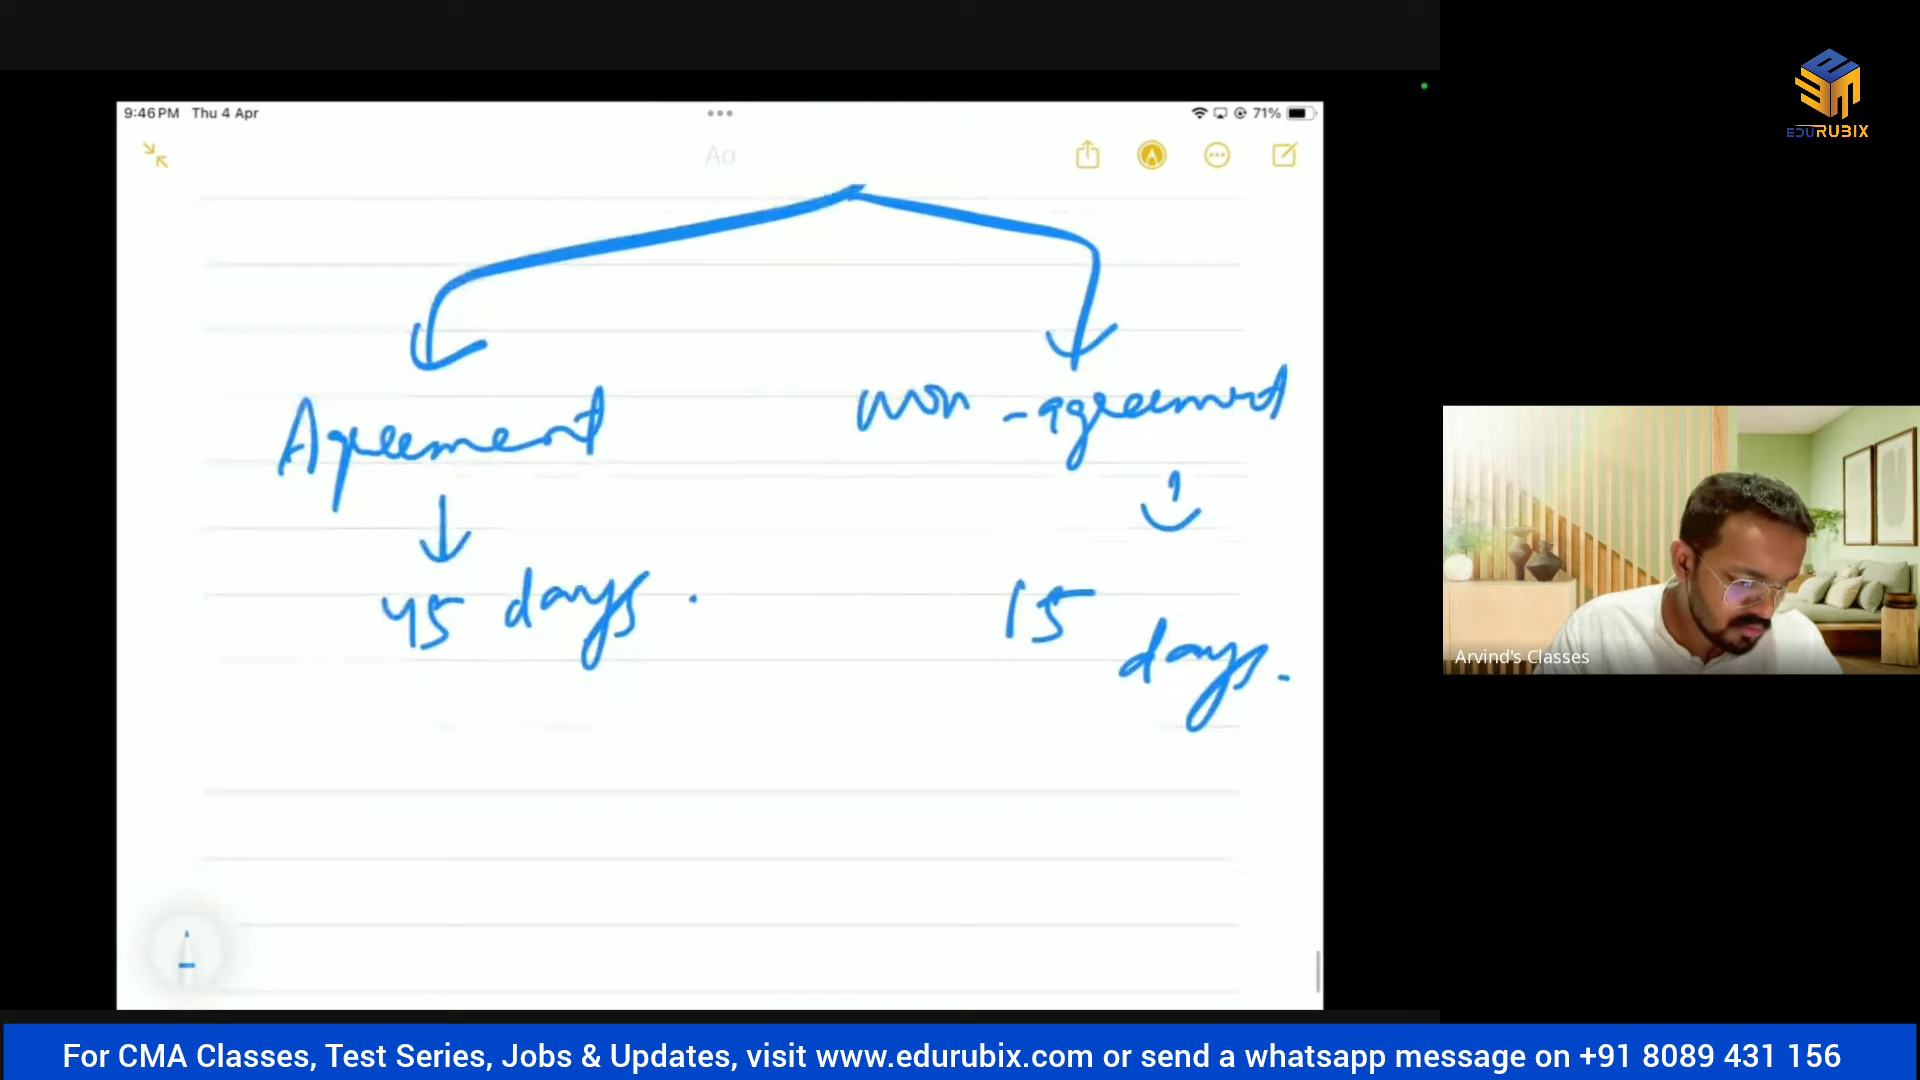 9:46 PM Thu 4 Apr
71%
Aa
EDURUBIX
Agreement
non-agreement
45 days.
15 days.
Arvind's Classes
For CMA Classes, Test Series, Jobs & Updates, visit www.edurubix.com or send a whatsapp message on +91 8089 431 156